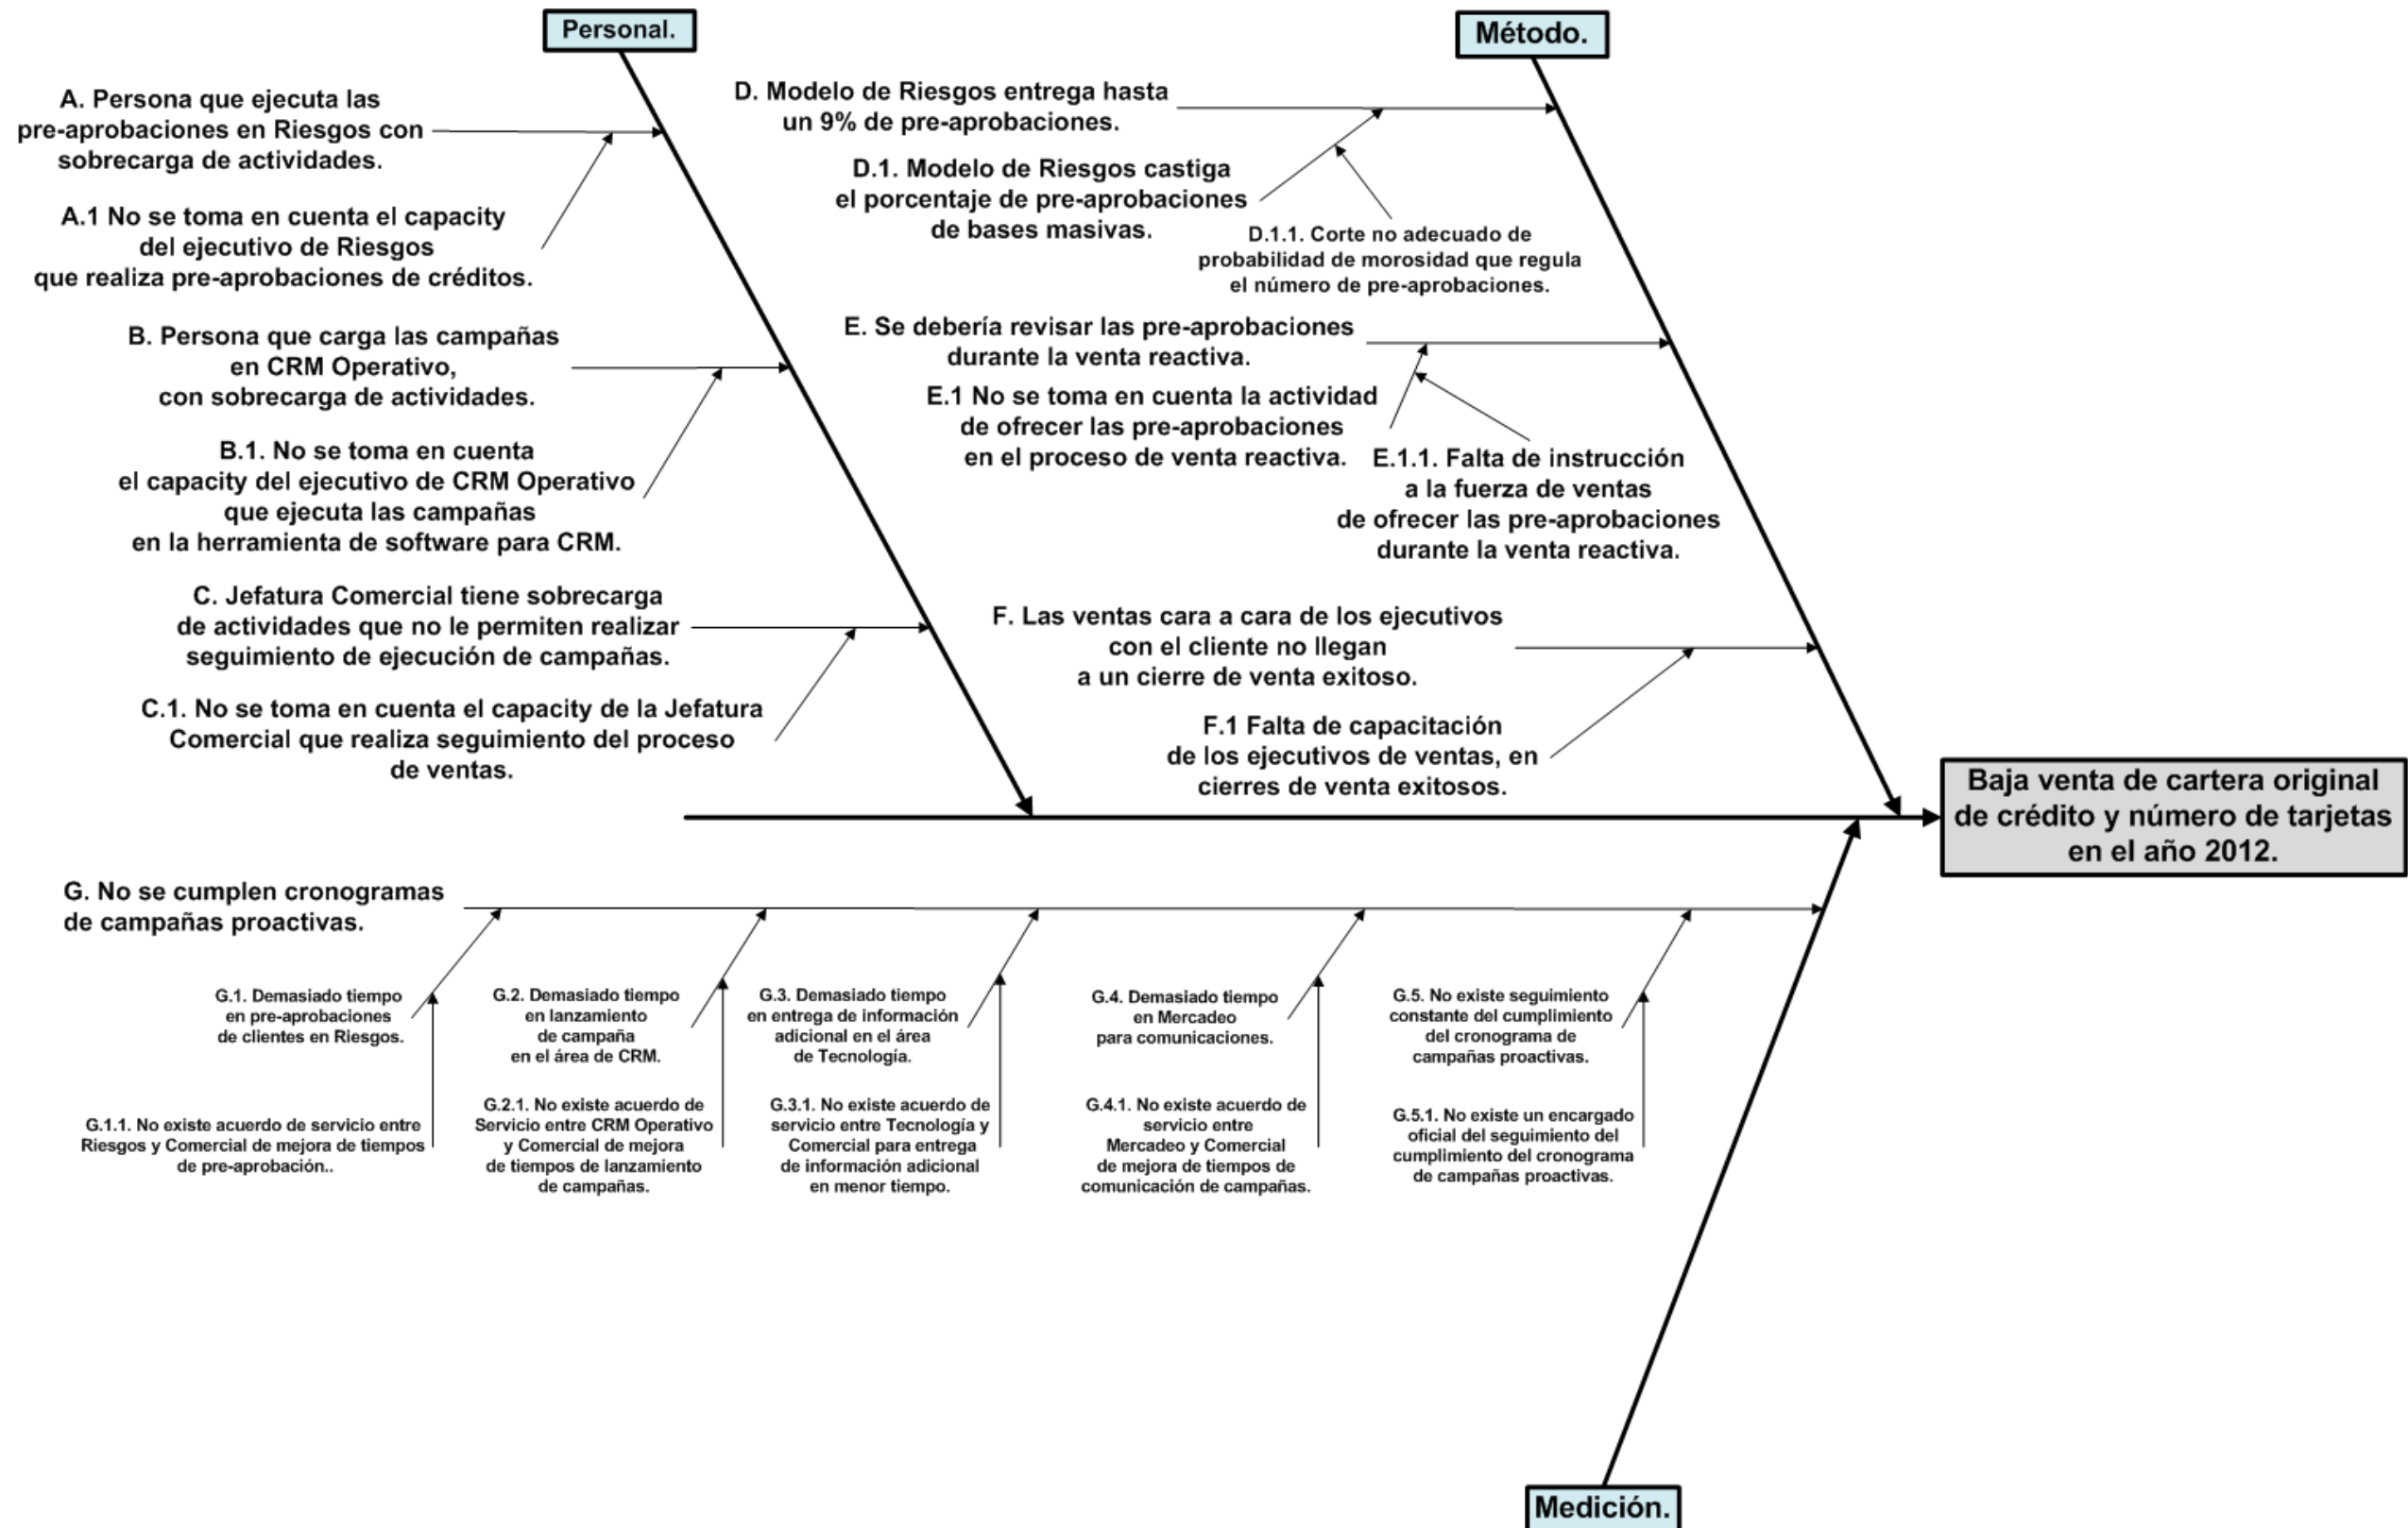 Personal.
A. Persona que ejecuta las
pre-aprobaciones en Riesgos con
sobrecarga de actividades.
A.1 No se toma en cuenta el capacity
del ejecutivo de Riesgos
que realiza pre-aprobaciones de créditos.
B. Persona que carga las campañas
en CRM Operativo,
con sobrecarga de actividades.
B.1. No se toma en cuenta
el capacity del ejecutivo de CRM Operativo
que ejecuta las campañas
en la herramienta de software para CRM.
C. Jefatura Comercial tiene sobrecarga
de actividades que no le permiten realizar
seguimiento de ejecución de campañas.
C.1. No se toma en cuenta el capacity de la Jefatura
Comercial que realiza seguimiento del proceso
de ventas.
Método.
D. Modelo de Riesgos entrega hasta
un 9% de pre-aprobaciones.
D.1. Modelo de Riesgos castiga
el porcentaje de pre-aprobaciones
de bases masivas.
D.1.1. Corte no adecuado de
probabilidad de morosidad que regula
el número de pre-aprobaciones.
E. Se debería revisar las pre-aprobaciones
durante la venta reactiva.
E.1 No se toma en cuenta la actividad
de ofrecer las pre-aprobaciones
en el proceso de venta reactiva.
E.1.1. Falta de instrucción
a la fuerza de ventas
de ofrecer las pre-aprobaciones
durante la venta reactiva.
F. Las ventas cara a cara de los ejecutivos
con el cliente no llegan
a un cierre de venta exitoso.
F.1 Falta de capacitación
de los ejecutivos de ventas, en
cierres de venta exitosos.
Baja venta de cartera original
de crédito y número de tarjetas
en el año 2012.
G. No se cumplen cronogramas
de campañas proactivas.
G.1. Demasiado tiempo
en pre-aprobaciones
de clientes en Riesgos.
G.1.1. No existe acuerdo de servicio entre
Riesgos y Comercial de mejora de tiempos
de pre-aprobación..
G.2. Demasiado tiempo
en lanzamiento
de campaña
en el área de CRM.
G.2.1. No existe acuerdo de
Servicio entre CRM Operativo
y Comercial de mejora
de tiempos de lanzamiento
de campañas.
G.3. Demasiado tiempo
en entrega de información
adicional en el área
de Tecnología.
G.3.1. No existe acuerdo de
servicio entre Tecnología y
Comercial para entrega
de información adicional
en menor tiempo.
G.4. Demasiado tiempo
en Mercadeo
para comunicaciones.
G.4.1. No existe acuerdo de
servicio entre
Mercadeo y Comercial
de mejora de tiempos de
comunicación de campañas.
G.5. No existe seguimiento
constante del cumplimiento
del cronograma de
campañas proactivas.
G.5.1. No existe un encargado
oficial del seguimiento del
cumplimiento del cronograma
de campañas proactivas.
Medición.